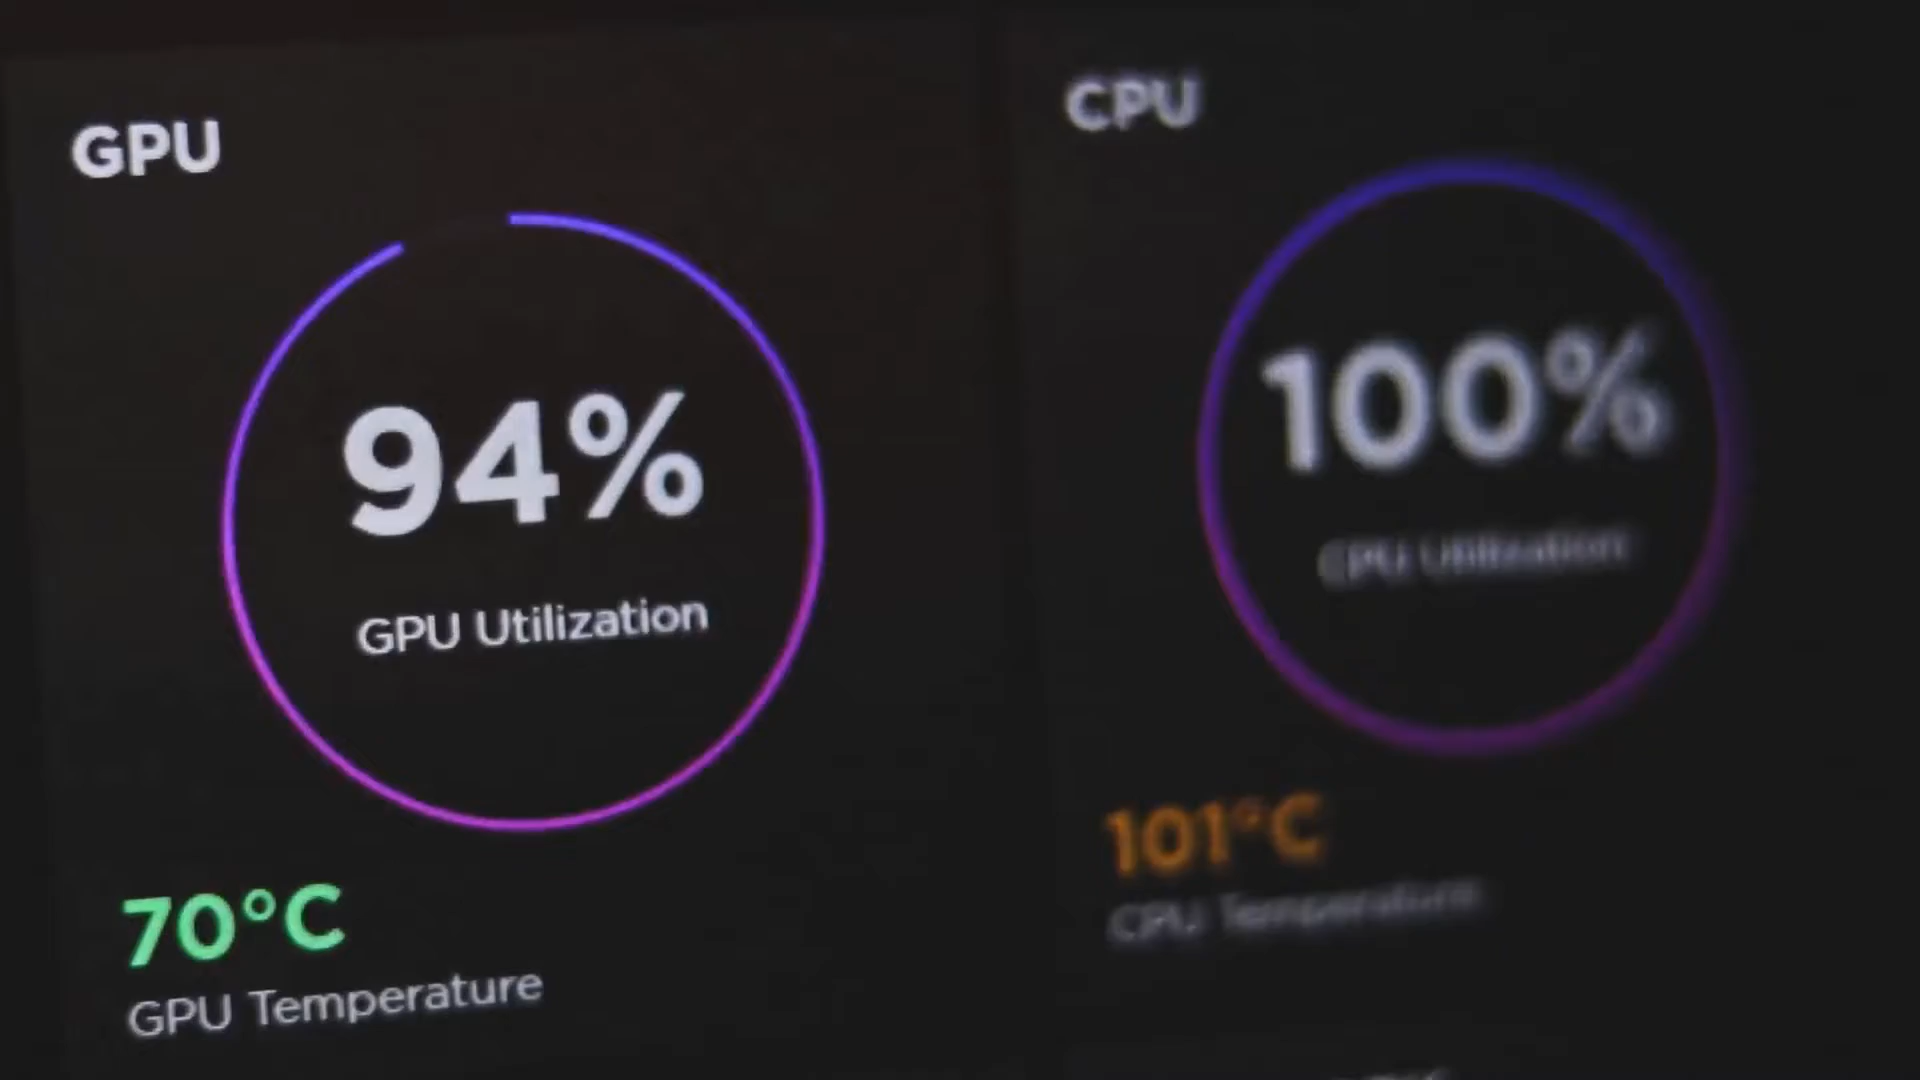 GPU
94%
GPU Utilization
70°C
GPU Temperature
CPU
100%
CPU Utilization
101°C
CPU Temperature